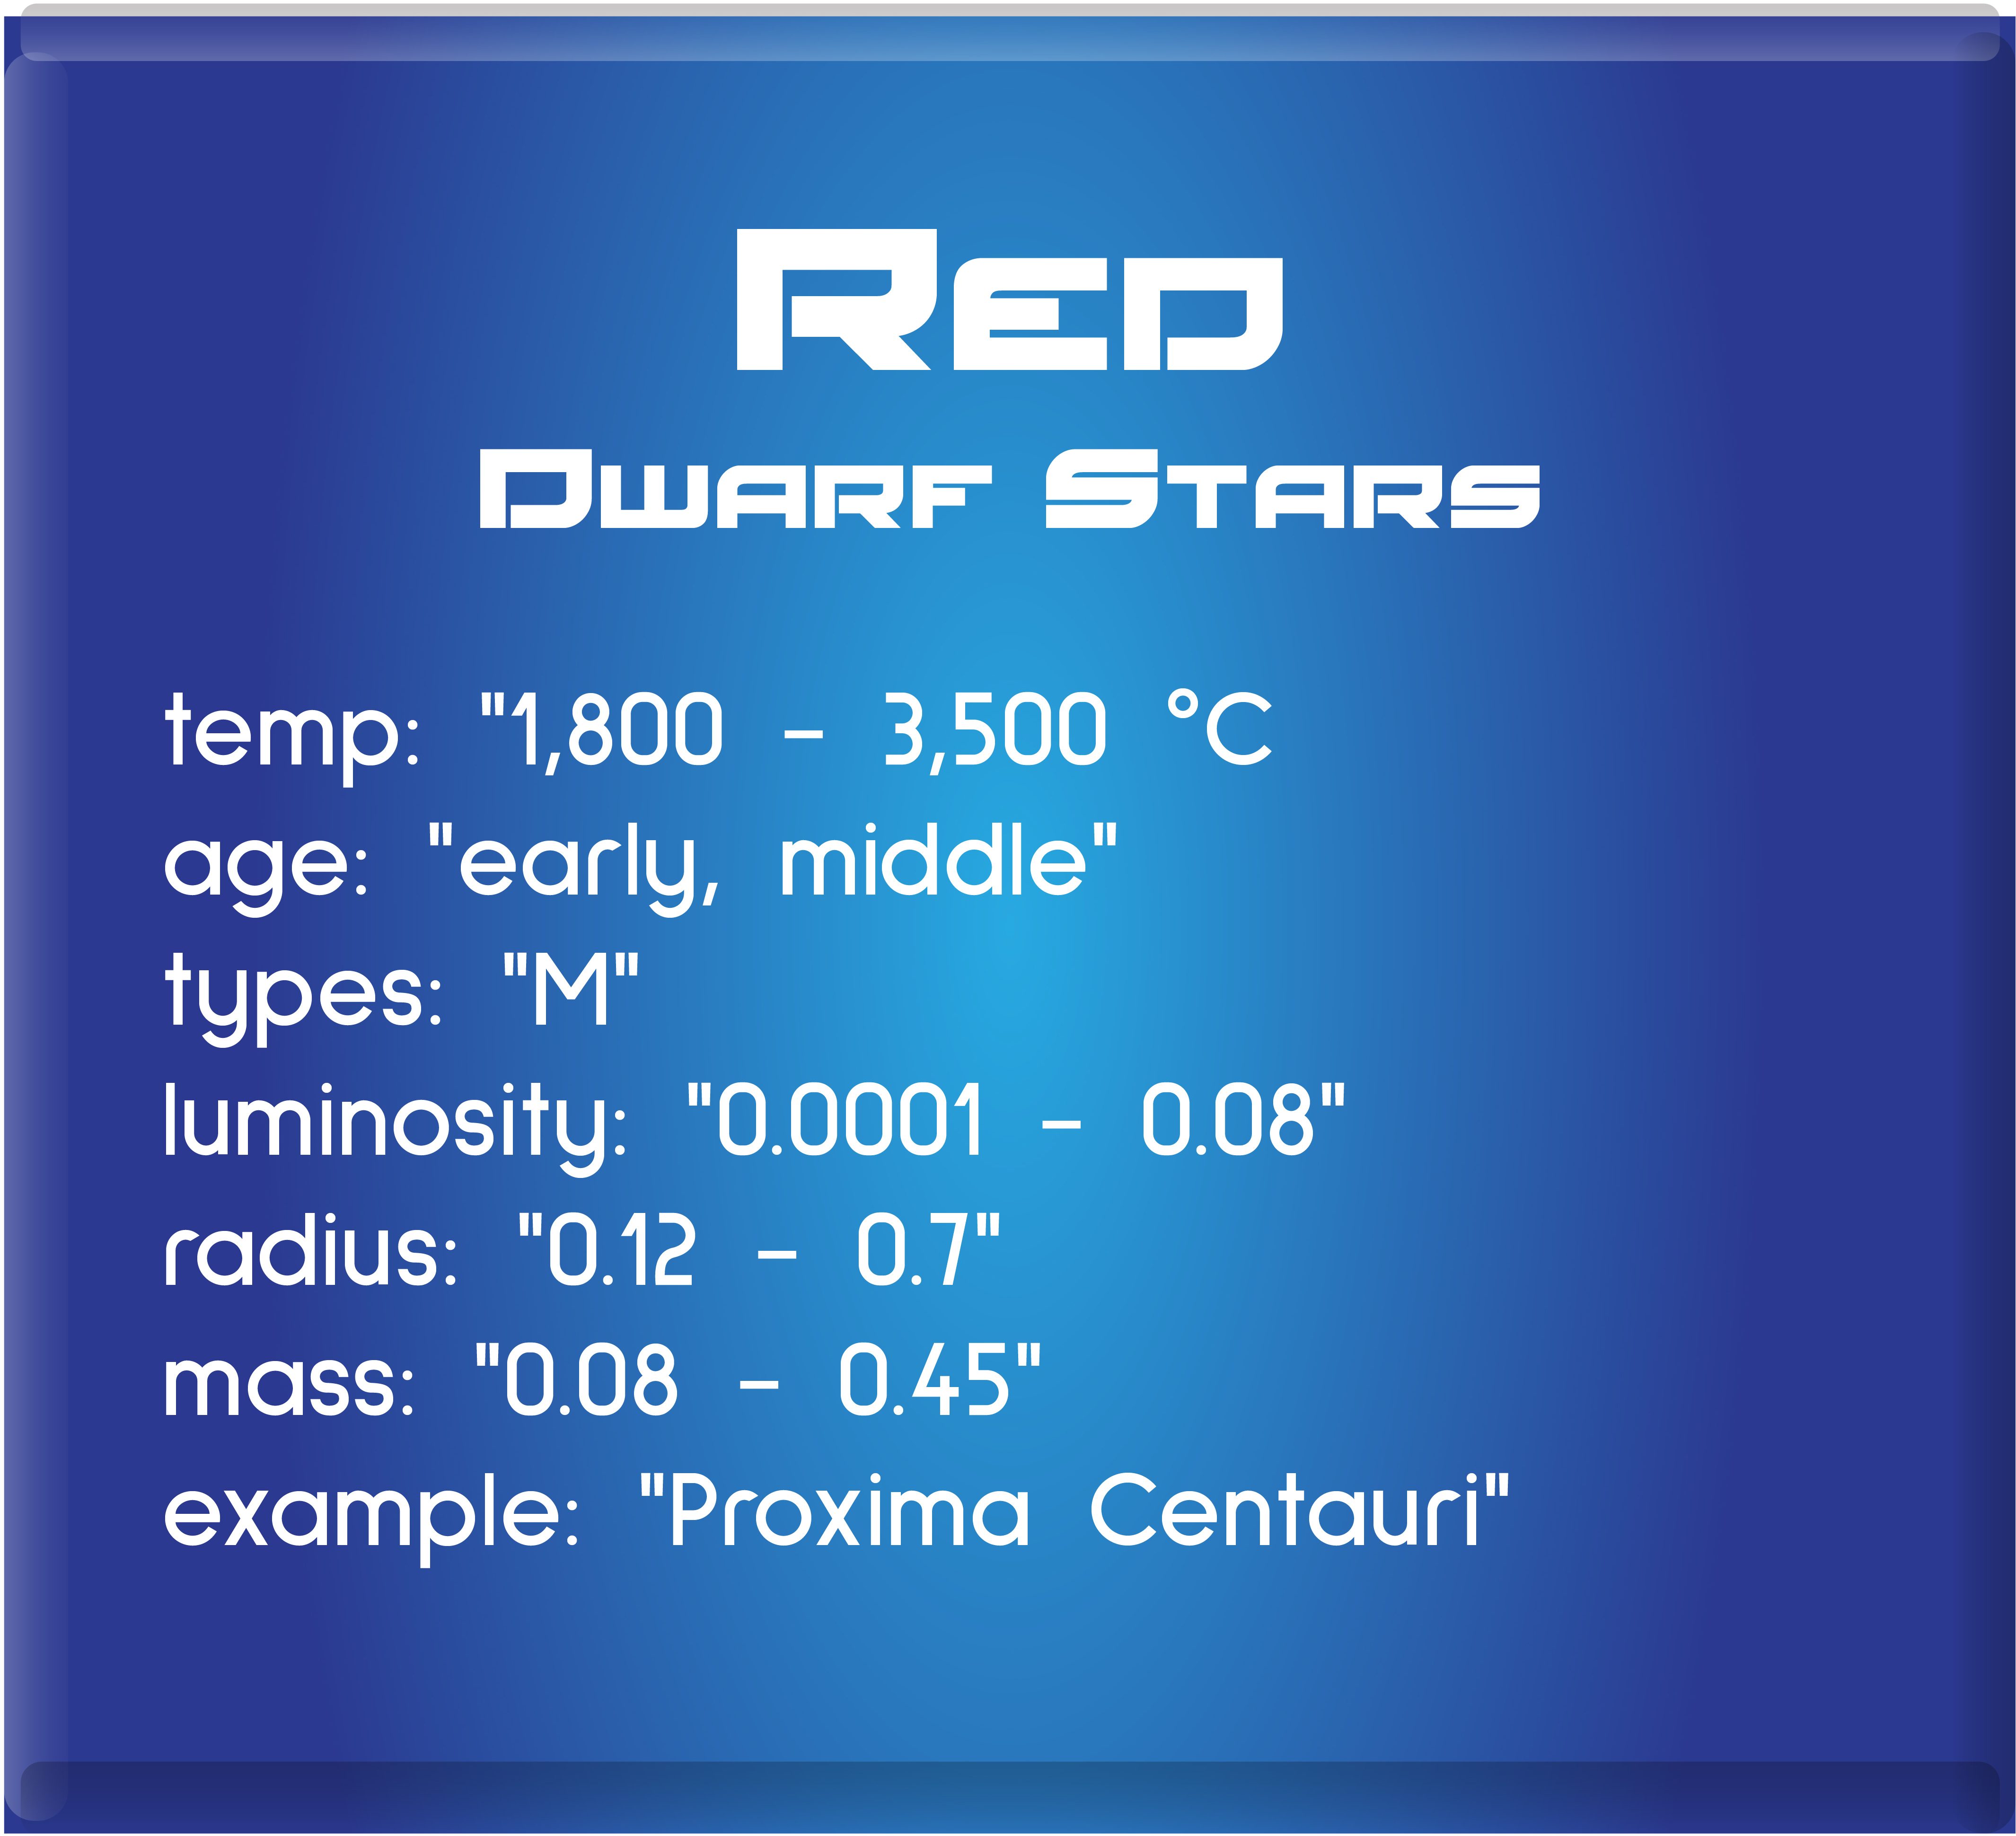 Red
Dwarf Stars
temp: "1,800 – 3,500 °C
age: "early, middle"
types: "M"
luminosity: "0.0001 – 0.08"
radius: "0.12 – 0.7"
mass: "0.08 – 0.45"
example: "Proxima Centauri"